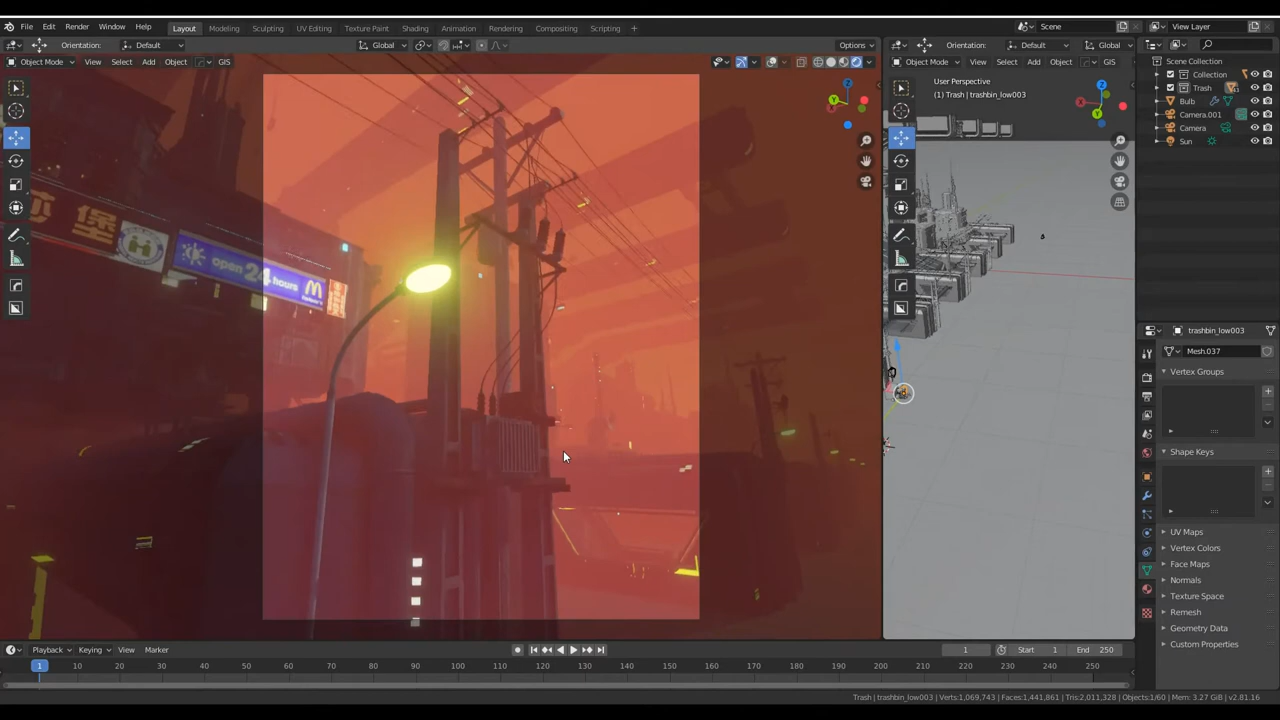 File Edit Render Window Help Layout Modeling Sculpting UV Editing Texture Paint Shading Animation Rendering Compositing Scripting + Scene View Layer
Orientation: Default Global Options Orientation: Default Global
Object Mode View Select Add Object GIS Object Mode View Select Add Object GIS
User Perspective
(1) Trash | trashbin_low003
X
Y
Z
Scene Collection
Collection
Trash
Bulb
Camera.001
Camera
Sun
堡
open 24 hours
M
trashbin_low003
Mesh.037
Vertex Groups
Shape Keys
UV Maps
Vertex Colors
Face Maps
Normals
Texture Space
Remesh
Geometry Data
Custom Properties
Playback Keying View Marker 1 Start 1 End 250
1 10 20 30 40 50 60 70 80 90 100 110 120 130 140 150 160 170 180 190 200 210 220 230 240 250
Trash | trashbin_low003 | Verts:1,069,743 | Faces:1,441,861 | Tris:2,011,328 | Objects:1/60 | Mem: 3.27 GiB | v2.81.16